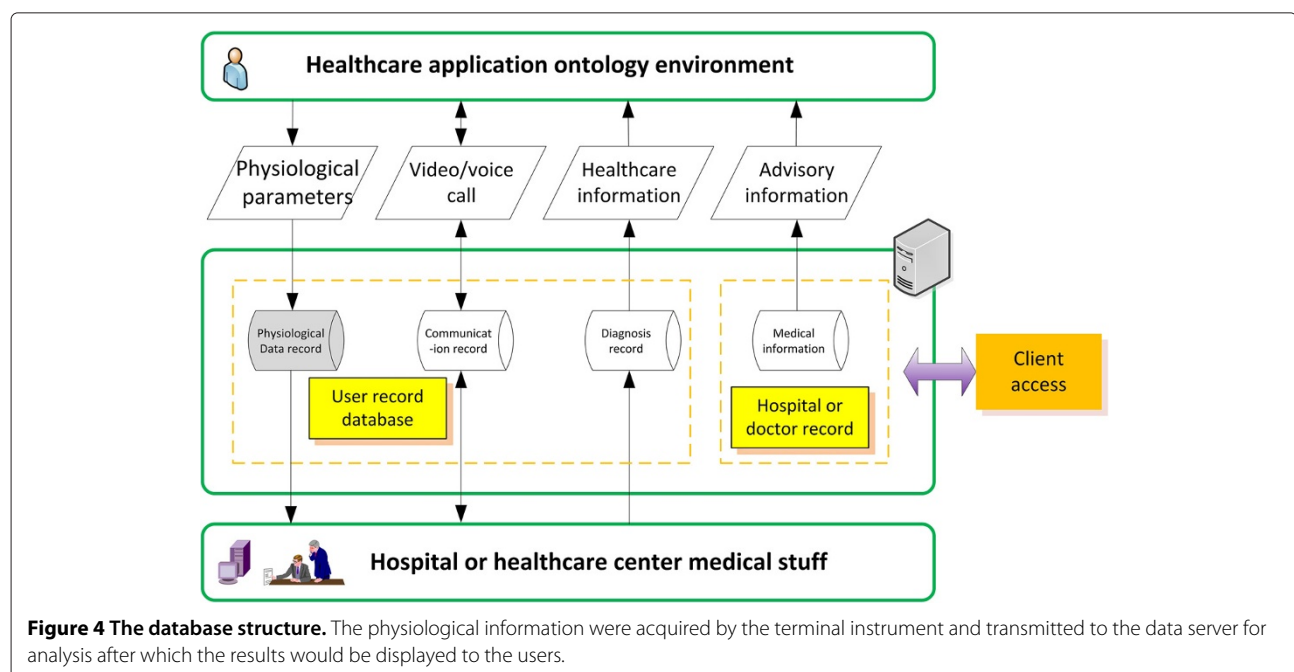 Healthcare application ontology environment
Physiological
parameters
Video/voice
call
Healthcare
information
Advisory
information
Physiological
Data record
Communicat
-ion record
Diagnosis
record
Medical
information
User record
database
Hospital or
doctor record
Client
access
Hospital or healthcare center medical stuff
Figure 4 The database structure. The physiological information were acquired by the terminal instrument and transmitted to the data server for
analysis after which the results would be displayed to the users.